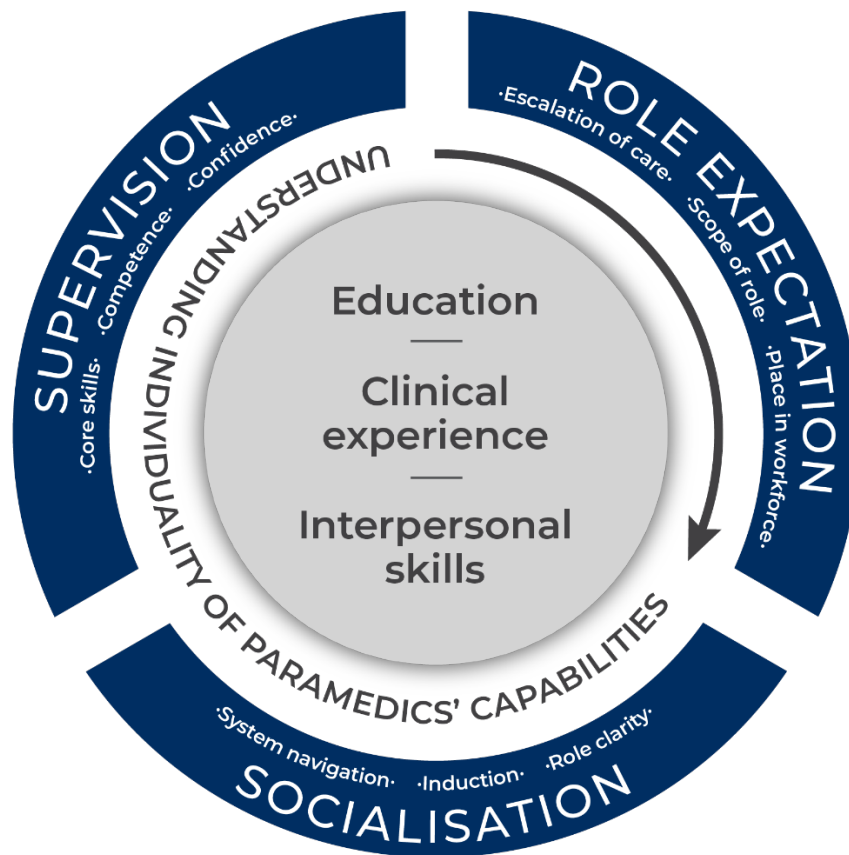 SUPERVISION
·Core skills· ·Competence· ·Confidence·
ROLE EXPECTATION
·Escalation of care· ·Scope of role· ·Place in workforce·
SOCIALISATION
·System navigation· ·Induction· ·Role clarity·
UNDERSTANDING INDIVIDUALITY OF PARAMEDICS’ CAPABILITIES
Education
Clinical
experience
Interpersonal
skills